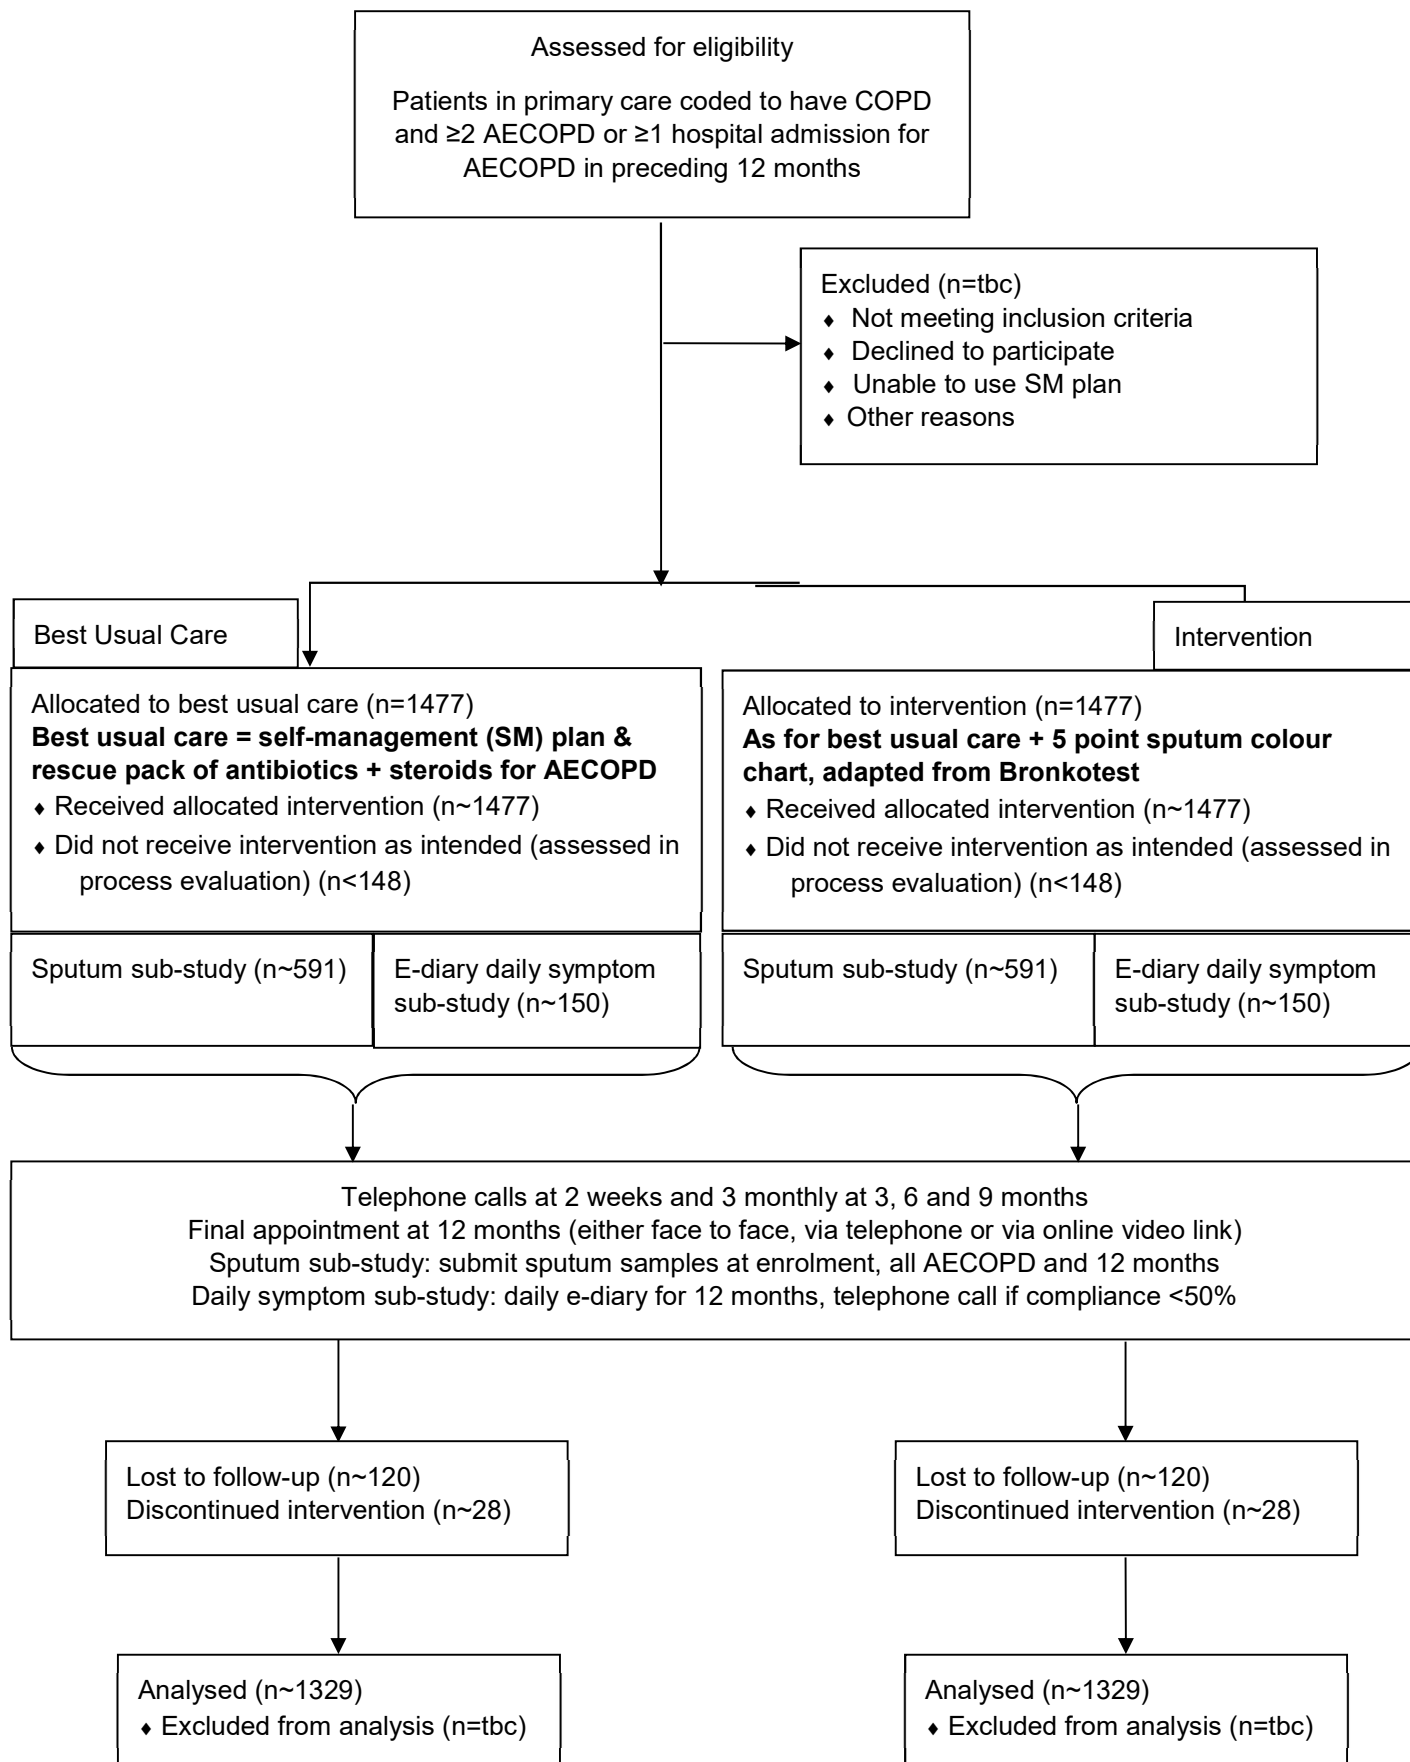 Assessed for eligibility
Patients in primary care coded to have COPD
and ≥2 AECOPD or ≥1 hospital admission for
AECOPD in preceding 12 months
Excluded (n=tbc)
♦ Not meeting inclusion criteria
♦ Declined to participate
♦ Unable to use SM plan
♦ Other reasons
Best Usual Care
Intervention
Allocated to best usual care (n=1477)
Best usual care = self-management (SM) plan &
rescue pack of antibiotics + steroids for AECOPD
♦ Received allocated intervention (n~1477)
♦ Did not receive intervention as intended (assessed in
process evaluation) (n<148)
Allocated to intervention (n=1477)
As for best usual care + 5 point sputum colour
chart, adapted from Bronkotest
♦ Received allocated intervention (n~1477)
♦ Did not receive intervention as intended (assessed in
process evaluation) (n<148)
Sputum sub-study (n~591)
E-diary daily symptom
sub-study (n~150)
Sputum sub-study (n~591)
E-diary daily symptom
sub-study (n~150)
Telephone calls at 2 weeks and 3 monthly at 3, 6 and 9 months
Final appointment at 12 months (either face to face, via telephone or via online video link)
Sputum sub-study: submit sputum samples at enrolment, all AECOPD and 12 months
Daily symptom sub-study: daily e-diary for 12 months, telephone call if compliance <50%
Lost to follow-up (n~120)
Discontinued intervention (n~28)
Lost to follow-up (n~120)
Discontinued intervention (n~28)
Analysed (n~1329)
♦ Excluded from analysis (n=tbc)
Analysed (n~1329)
♦ Excluded from analysis (n=tbc)